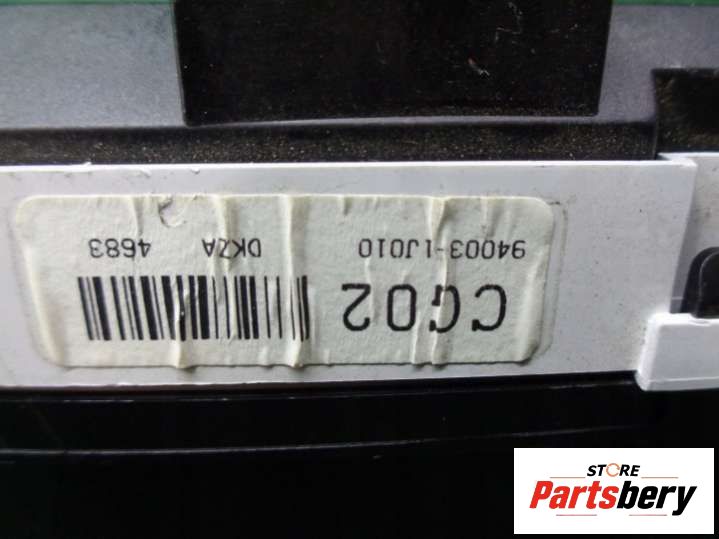 CG02
94003-1J010 DKZA 4683
STORE
Partsbery